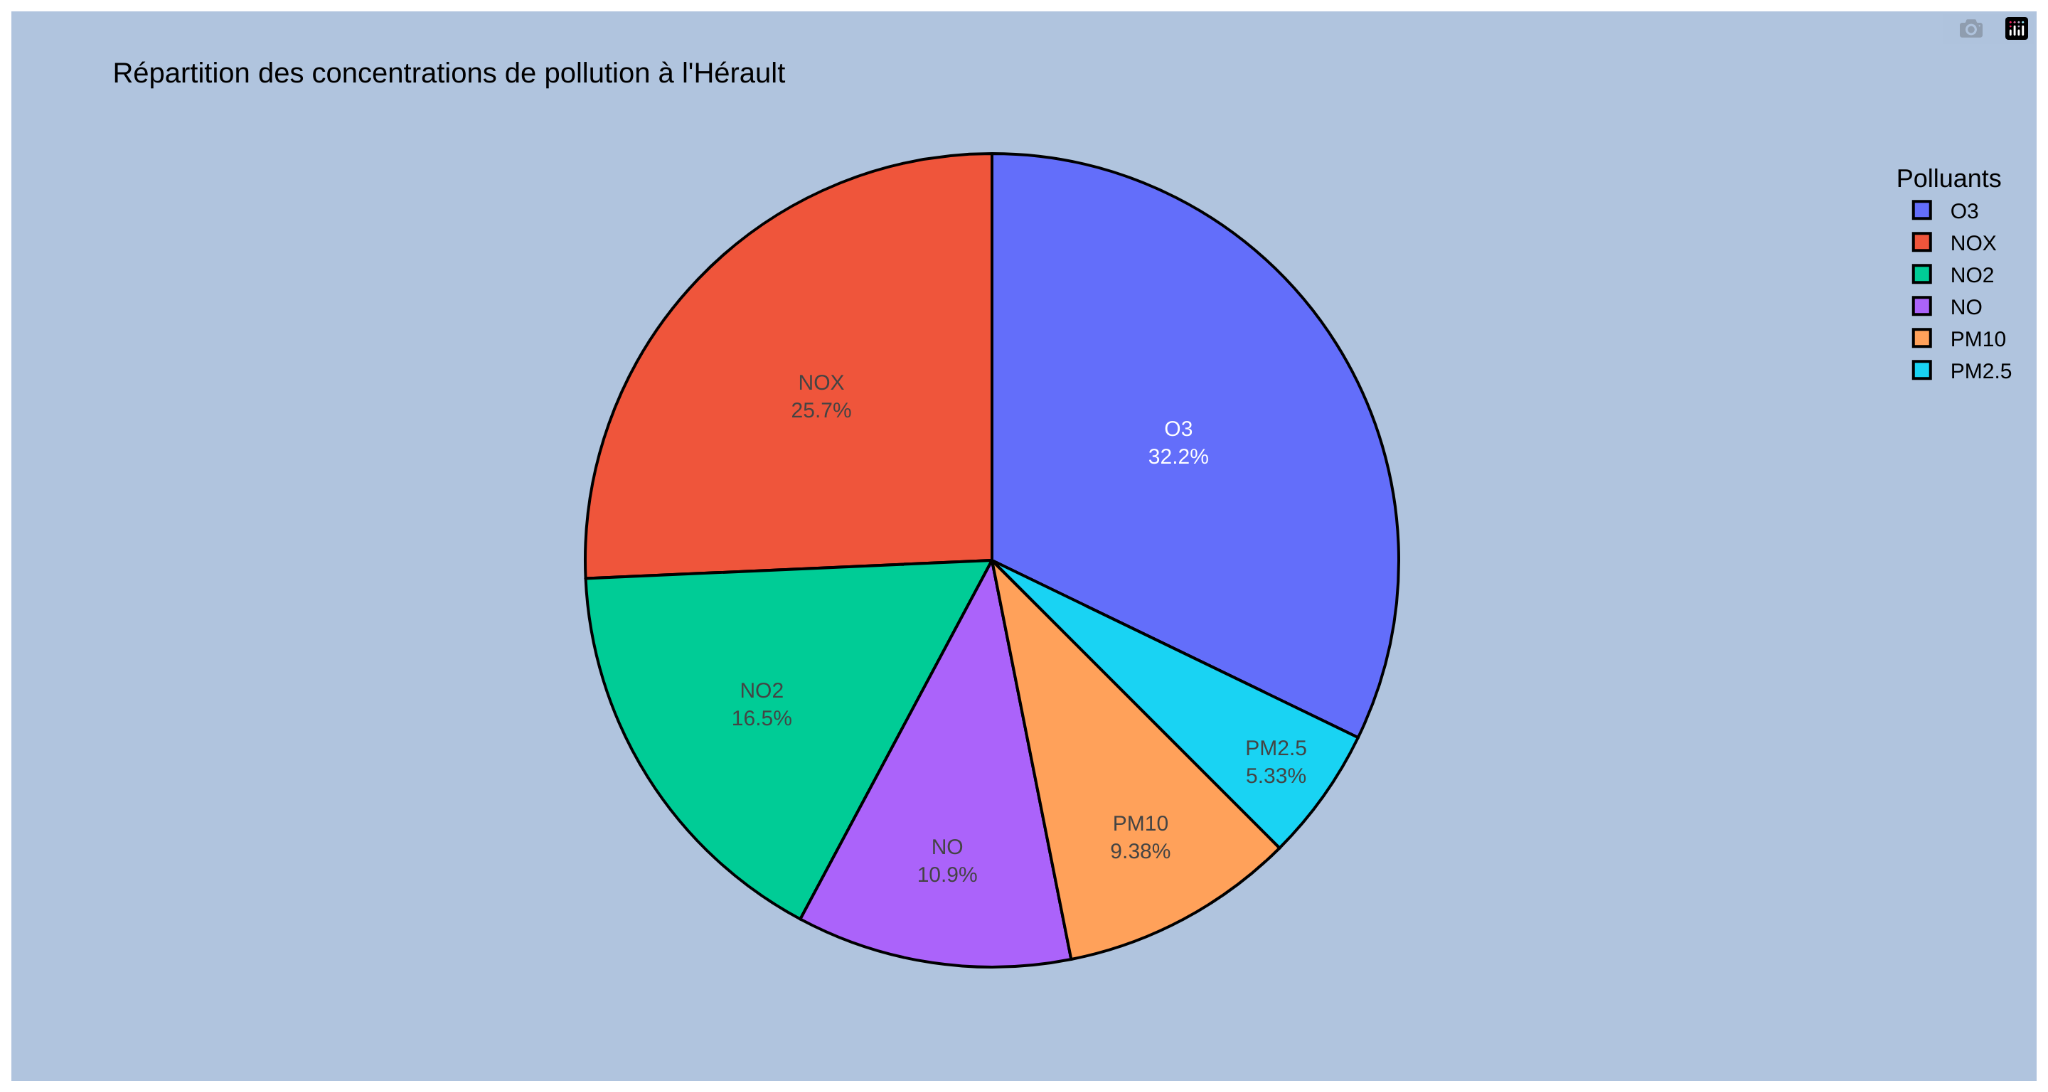 Répartition des concentrations de pollution à l'Hérault
Polluants
O3
NOX
NO2
NO
PM10
PM2.5
NOX
25.7%
O3
32.2%
NO2
16.5%
PM2.5
5.33%
PM10
9.38%
NO
10.9%